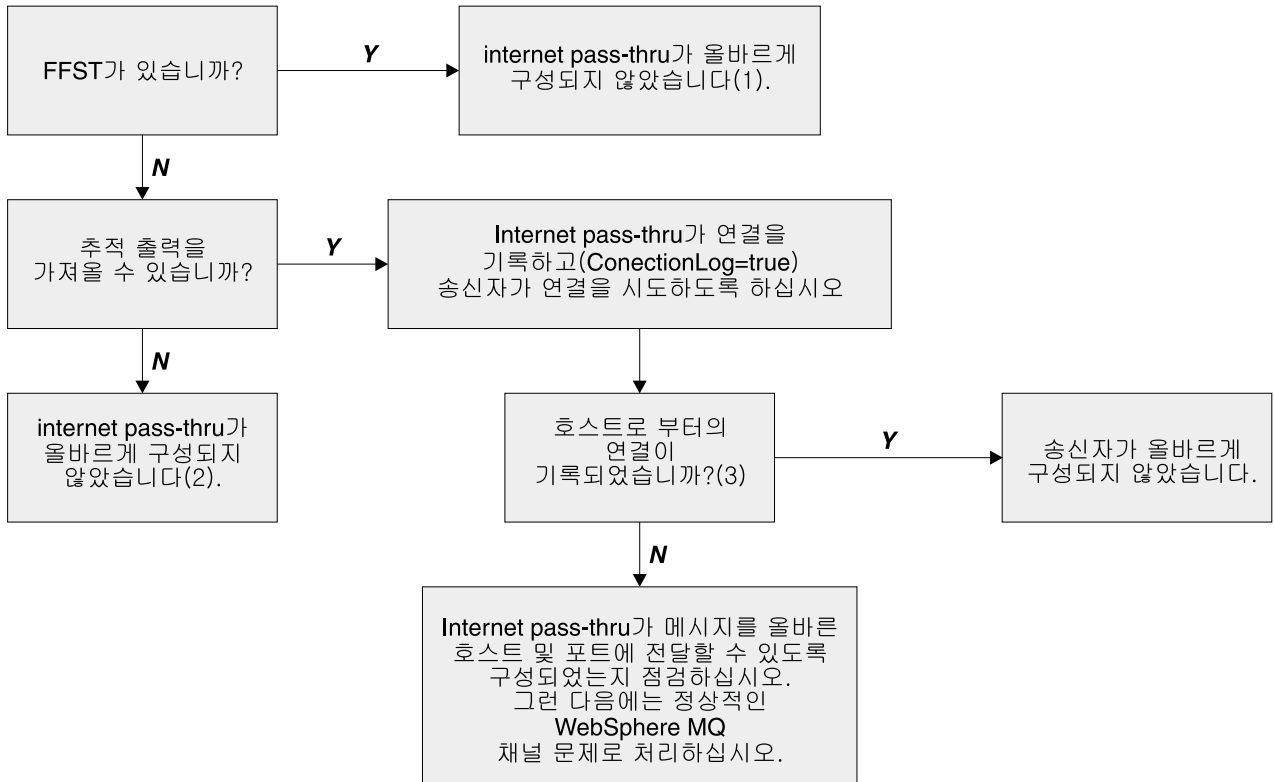 FFST가 있습니까?
Y
internet pass-thru가 올바르게
구성되지 않았습니다(1).
N
추적 출력을
가져올 수 있습니까?
Y
Internet pass-thru가 연결을
기록하고(ConectionLog=true)
송신자가 연결을 시도하도록 하십시오
N
internet pass-thru가
올바르게 구성되지
않았습니다(2).
호스트로 부터의
연결이
기록되었습니까?(3)
Y
송신자가 올바르게
구성되지 않았습니다.
N
Internet pass-thru가 메시지를 올바른
호스트 및 포트에 전달할 수 있도록
구성되었는지 점검하십시오.
그런 다음에는 정상적인
WebSphere MQ
채널 문제로 처리하십시오.